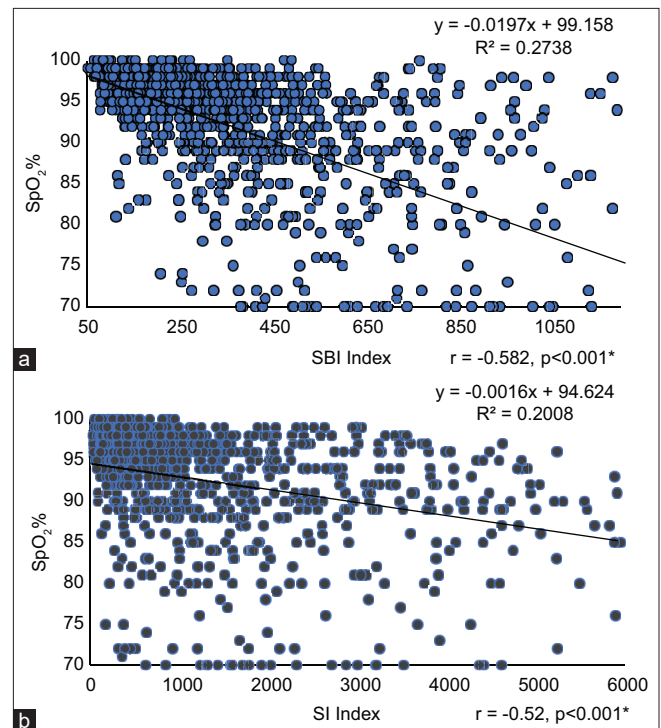 y = -0.0197x + 99.158
R² = 0.2738
100
95
90
85
80
75
70
SpO₂%
50 250 450 650 850 1050
a SBI Index r = -0.582, p<0.001*
y = -0.0016x + 94.624
R² = 0.2008
100
95
90
85
80
75
70
SpO₂%
0 1000 2000 3000 4000 5000 6000
b SI Index r = -0.52, p<0.001*